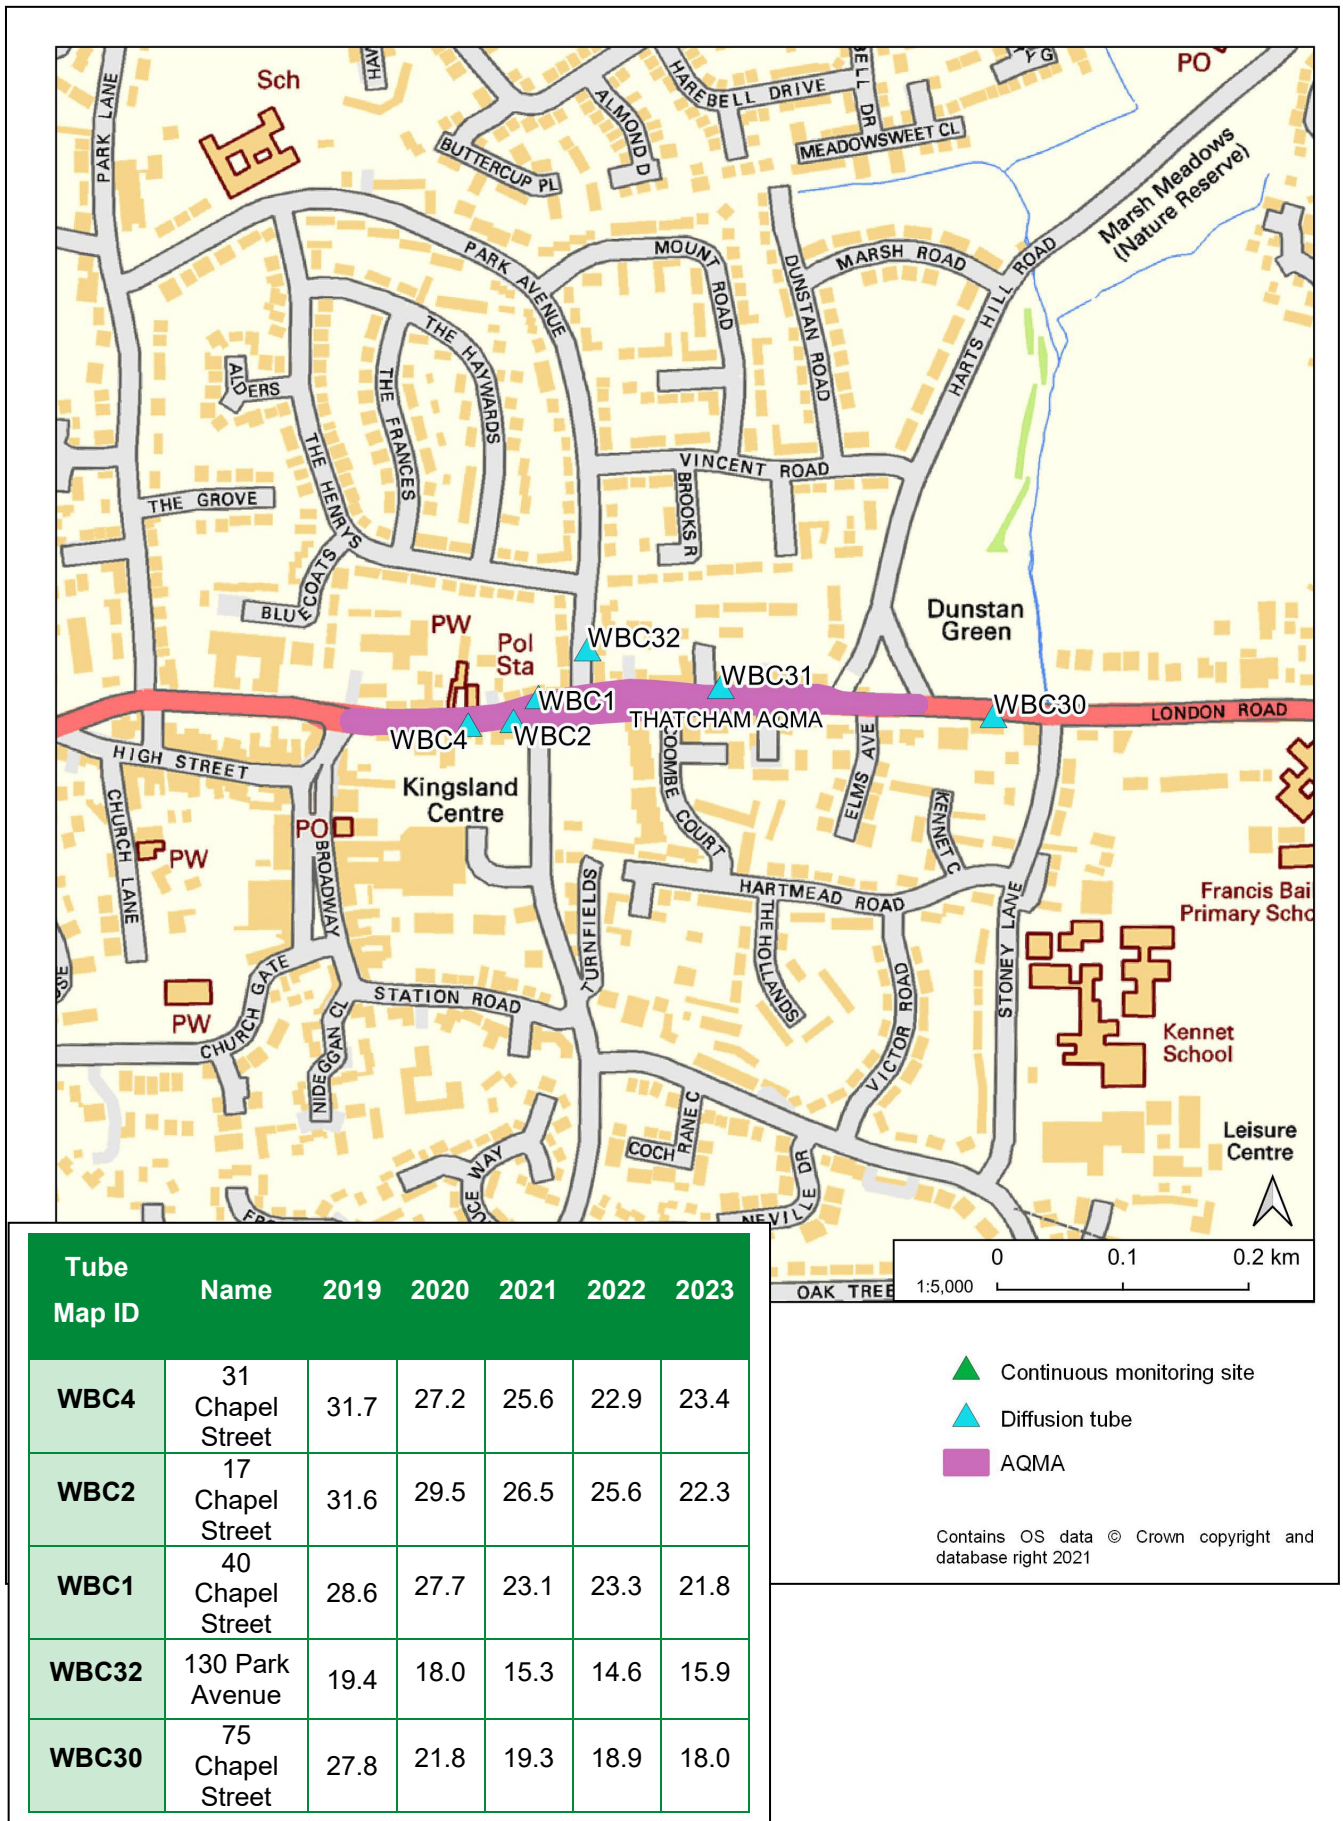 Sch
PARK LANE
HAREBELL DRIVE
BELL DR
ALMOND D
BUTTERCUP PL
MEADOWSWEET CL
PO
Marsh Meadows
(Nature Reserve)
PARK AVENUE
MOUNT ROAD
DUNSTAN ROAD
MARSH ROAD
HARTS HILL ROAD
THE HAYWARDS
THE FRANCES
ALDERS
THE HENRYS
THE GROVE
VINCENT ROAD
BROOKS R
BLUECOATS
PW
Pol
Sta
Dunstan
Green
WBC32
WBC31
WBC1
WBC30
WBC4
WBC2
THATCHAM AQMA
LONDON ROAD
HIGH STREET
Kingsland
Centre
COOMBE COURT
ELMS AVE
KENNET C
CHURCH LANE
PO
PW
BROADWAY
TURNFIELDS
HARTMEAD ROAD
THE HOLLANDS
VICTOR ROAD
STONEY LANE
Francis Bai
Primary Scho
Kennet
School
CHURCH GATE
STATION ROAD
NIDEGGAN CL
PW
COCH
RANE C
UCE WAY
NEVILLE DR
Leisure
Centre
OAK TREE
0 0.1 0.2 km
1:5,000
Continuous monitoring site
Diffusion tube
AQMA
Contains OS data © Crown copyright and
database right 2021
Tube
Map ID Name 2019 2020 2021 2022 2023
WBC4 31 Chapel Street 31.7 27.2 25.6 22.9 23.4
WBC2 17 Chapel Street 31.6 29.5 26.5 25.6 22.3
WBC1 40 Chapel Street 28.6 27.7 23.1 23.3 21.8
WBC32 130 Park Avenue 19.4 18.0 15.3 14.6 15.9
WBC30 75 Chapel Street 27.8 21.8 19.3 18.9 18.0